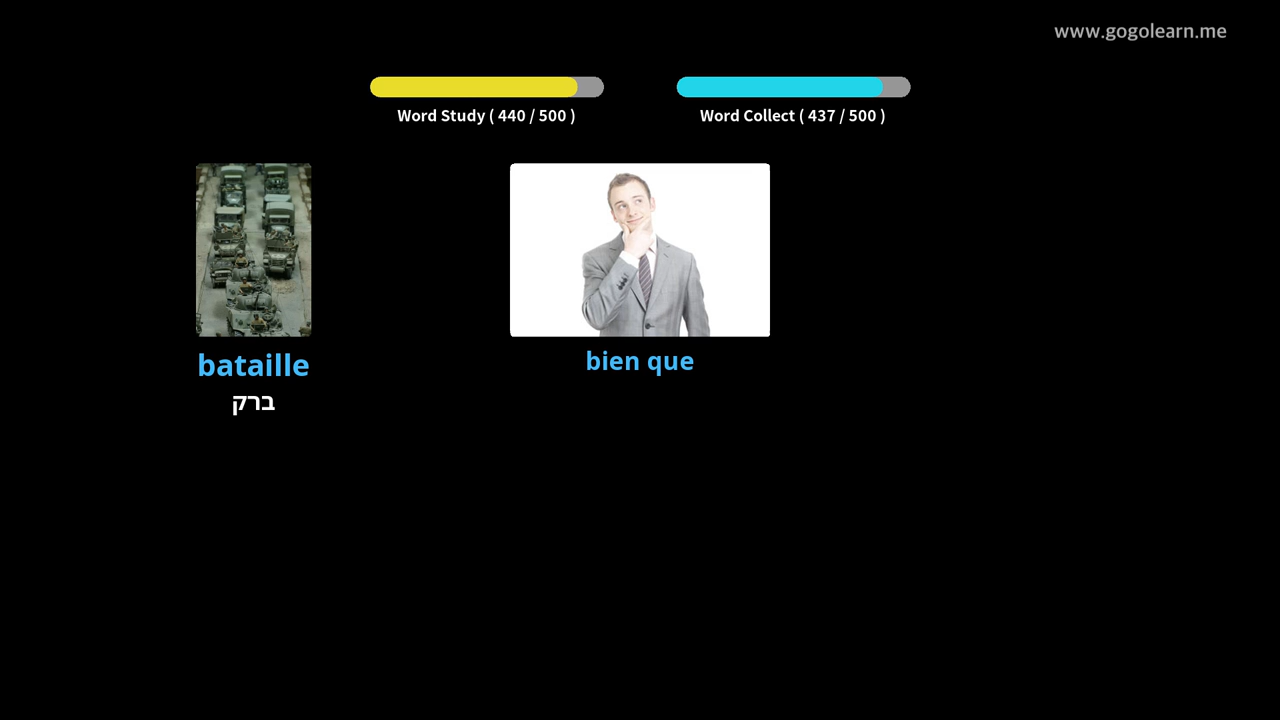 www.gogolearn.me
Word Study ( 440 / 500 )
Word Collect ( 437 / 500 )
bataille
ברק
bien que